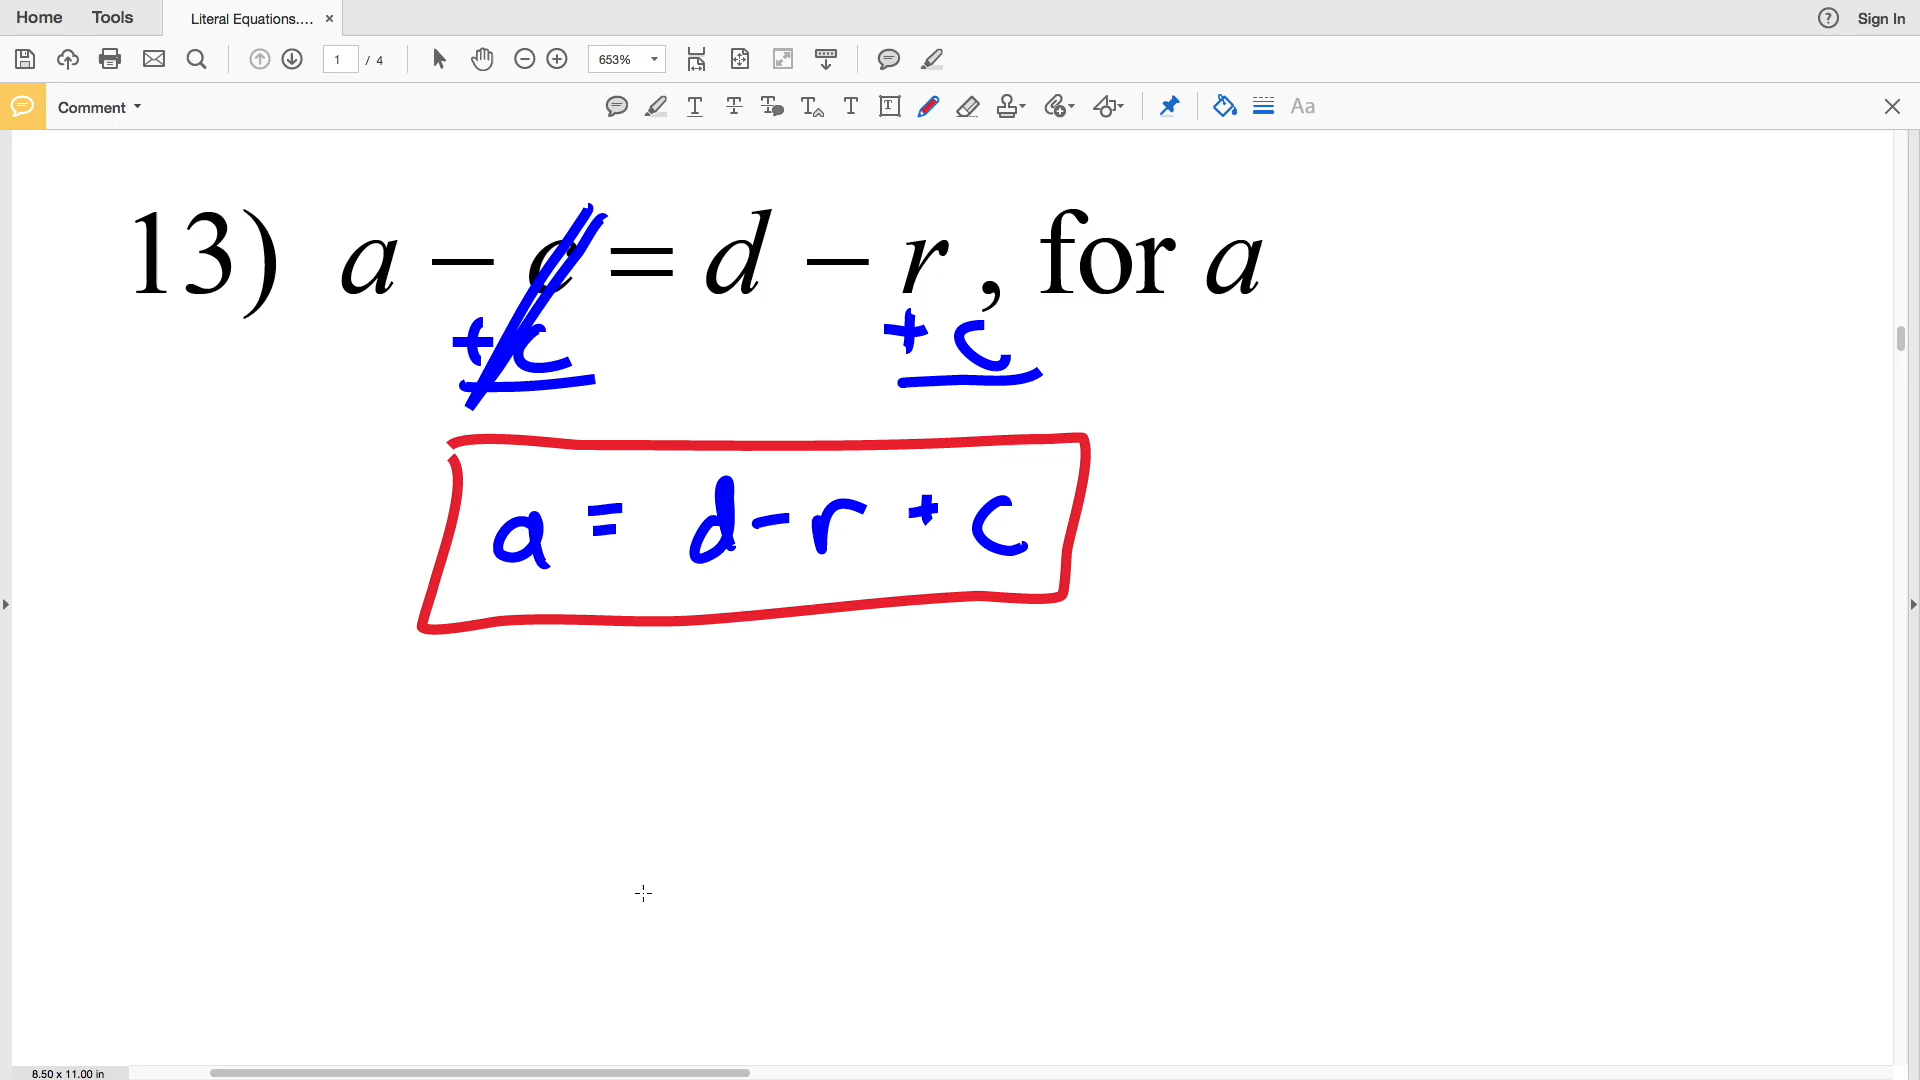 Home Tools Literal Equations.... × ? Sign In
1 / 4 653%
Comment Aa
13) a − c = d − r , for a
+ c + c
a = d - r + c
8.50 x 11.00 in